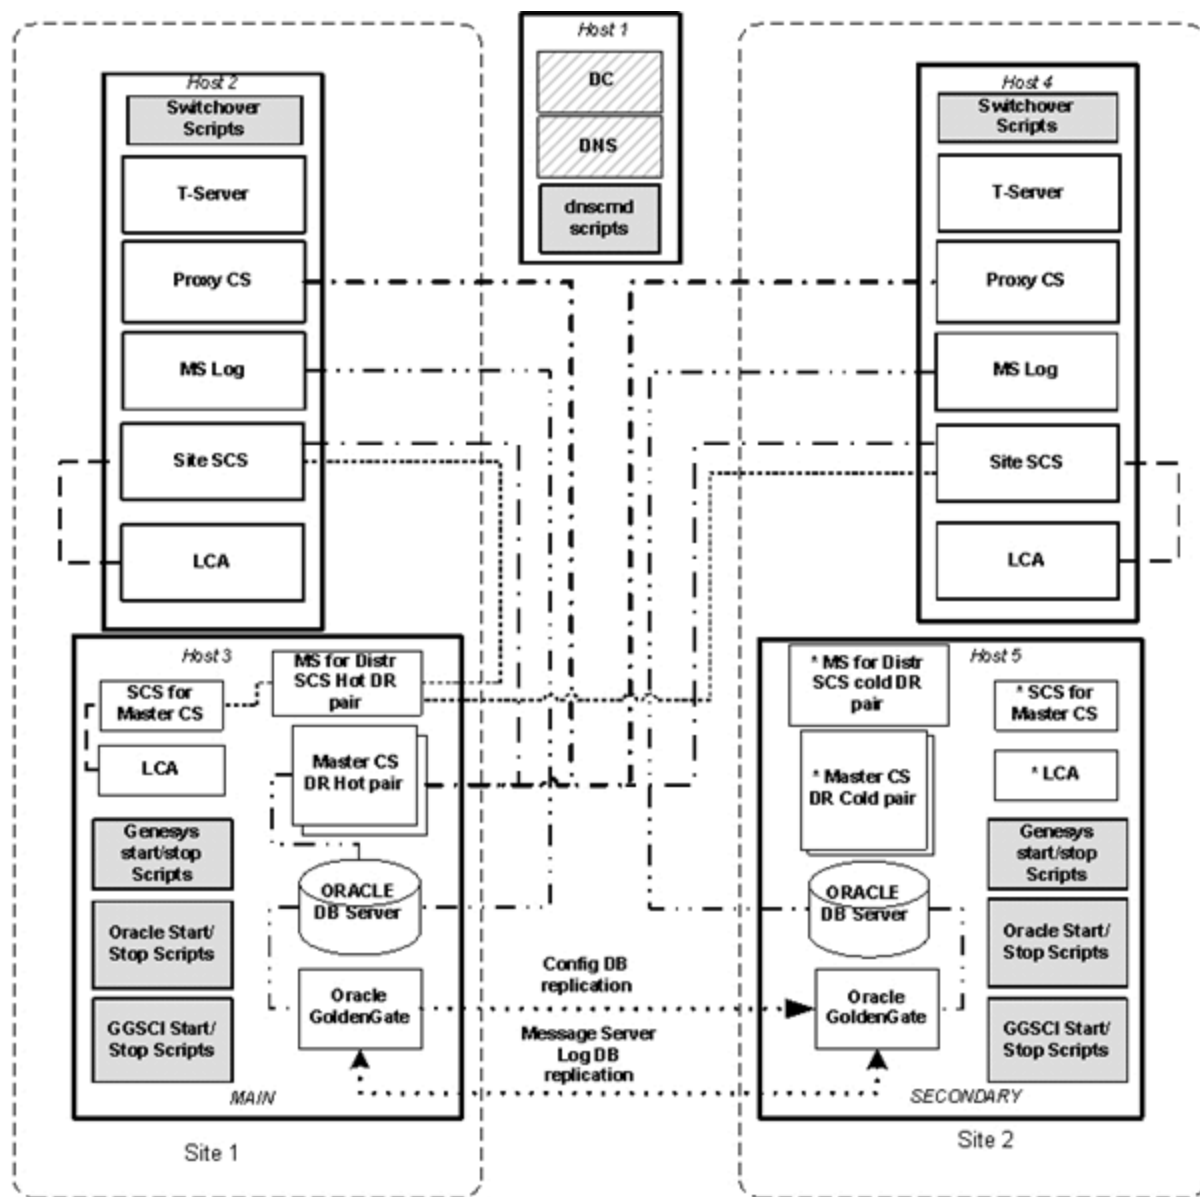 Host 1
DC
DNS
dnscmd
scripts
Host 2
Switchover
Scripts
T-Server
Proxy CS
MS Log
Site SCS
LCA
Host 4
Switchover
Scripts
T-Server
Proxy CS
MS Log
Site SCS
LCA
Host 3
SCS for
Master CS
LCA
MS for Distr
SCS Hot DR
pair
Master CS
DR Hot pair
Genesys
start/stop
Scripts
Oracle Start/
Stop Scripts
GGSCI Start/
Stop Scripts
ORACLE
DB Server
Oracle
GoldenGate
MAIN
Site 1
Config DB
replication
Message Server
Log DB
replication
Host 5
* MS for Distr
SCS cold DR
pair
* SCS for
Master CS
* LCA
* Master CS
DR Cold pair
ORACLE
DB Server
Oracle
GoldenGate
Genesys
start/stop
Scripts
Oracle Start/
Stop Scripts
GGSCI Start/
Stop Scripts
SECONDARY
Site 2